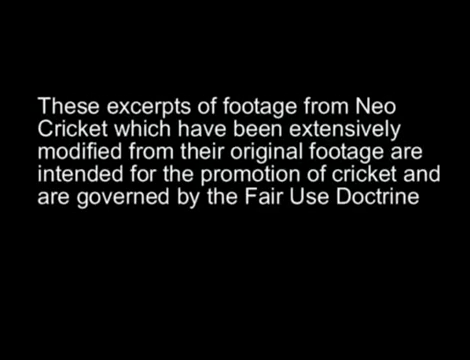 These excerpts of footage from Neo
Cricket which have been extensively
modified from their original footage are
intended for the promotion of cricket and
are governed by the Fair Use Doctrine